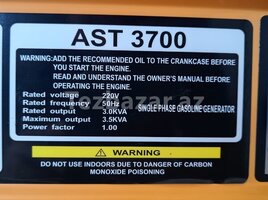 AST 3700
WARNING:ADD THE RECOMMENDED OIL TO THE CRANKCASE BEFORE
YOU START THE ENGINE.
READ AND UNDERSTAND THE OWNER'S MANUAL BEFORE
OPERATING THE ENGINE.
Rated voltage 220V
Rated frequency 50Hz
Rated output 3.0KVA
Maximum output 3.5KVA
Power factor 1.00
SINGLE PHASE GASOLINE GENERATOR
Tezbazar.az
WARNING
DO NOT USE INDOORS DUE TO DANGER OF CARBON
MONOXIDE POISONING